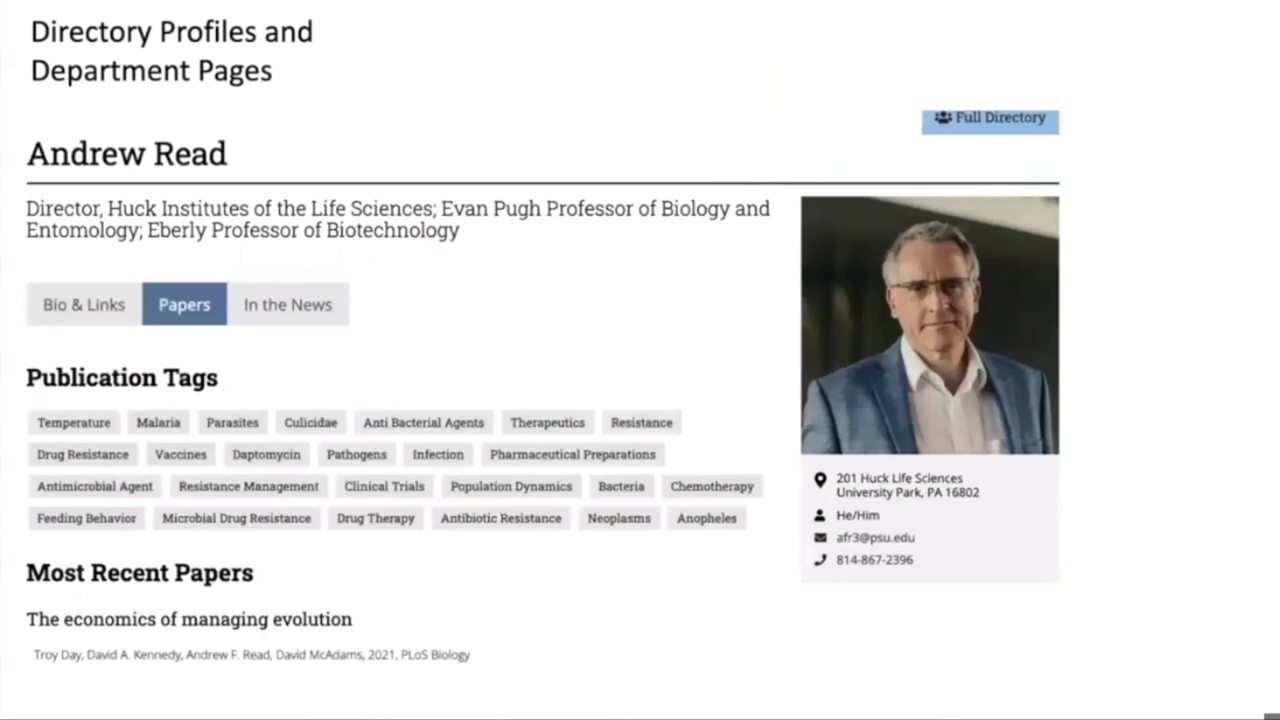 Directory Profiles and
Department Pages
Full Directory
Andrew Read
Director, Huck Institutes of the Life Sciences; Evan Pugh Professor of Biology and
Entomology; Eberly Professor of Biotechnology
Bio & Links Papers In the News
Publication Tags
Temperature Malaria Parasites Culicidae Anti Bacterial Agents Therapeutics Resistance
Drug Resistance Vaccines Daptomycin Pathogens Infection Pharmaceutical Preparations
Antimicrobial Agent Resistance Management Clinical Trials Population Dynamics Bacteria Chemotherapy
Feeding Behavior Microbial Drug Resistance Drug Therapy Antibiotic Resistance Neoplasms Anopheles
201 Huck Life Sciences
University Park, PA 16802
He/Him
afr3@psu.edu
814-867-2396
Most Recent Papers
The economics of managing evolution
Troy Day, David A. Kennedy, Andrew F. Read, David McAdams, 2021, PLoS Biology